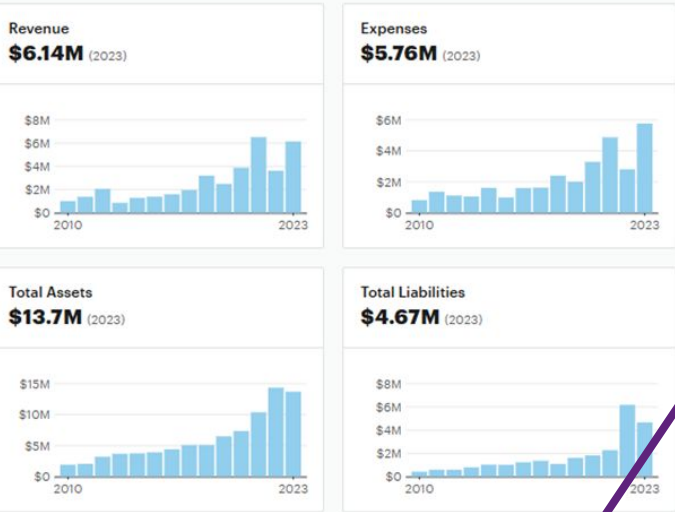 Revenue
$6.14M (2023)
$8M
$6M
$4M
$2M
$0
2010 2023
Expenses
$5.76M (2023)
$6M
$4M
$2M
$0
2010 2023
Total Assets
$13.7M (2023)
$15M
$10M
$5M
$0
2010 2023
Total Liabilities
$4.67M (2023)
$8M
$6M
$4M
$2M
$0
2010 2023